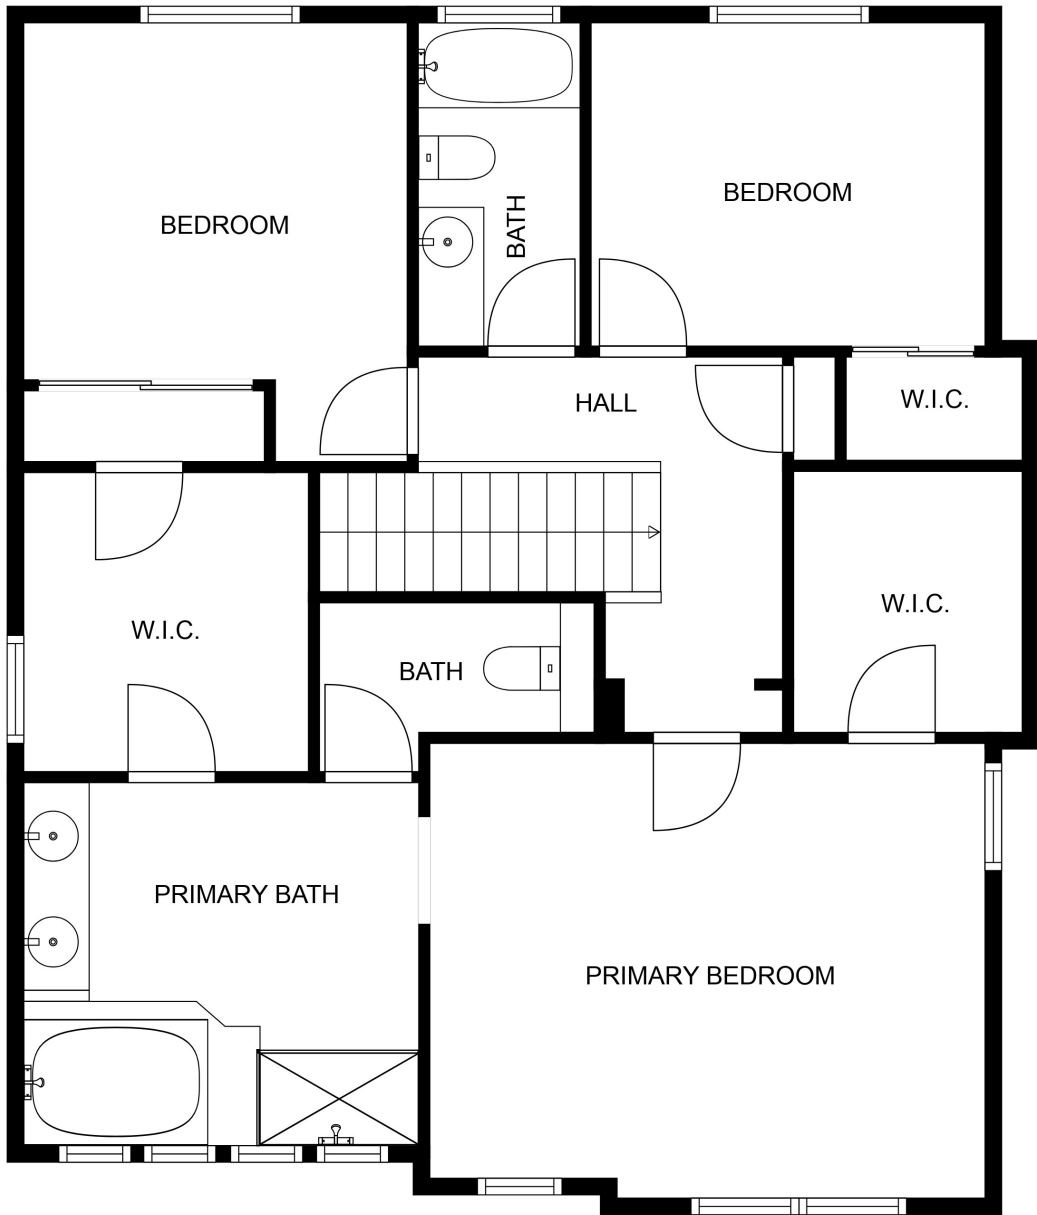 BEDROOM
BATH
BEDROOM
HALL
W.I.C.
W.I.C.
W.I.C.
BATH
PRIMARY BATH
PRIMARY BEDROOM